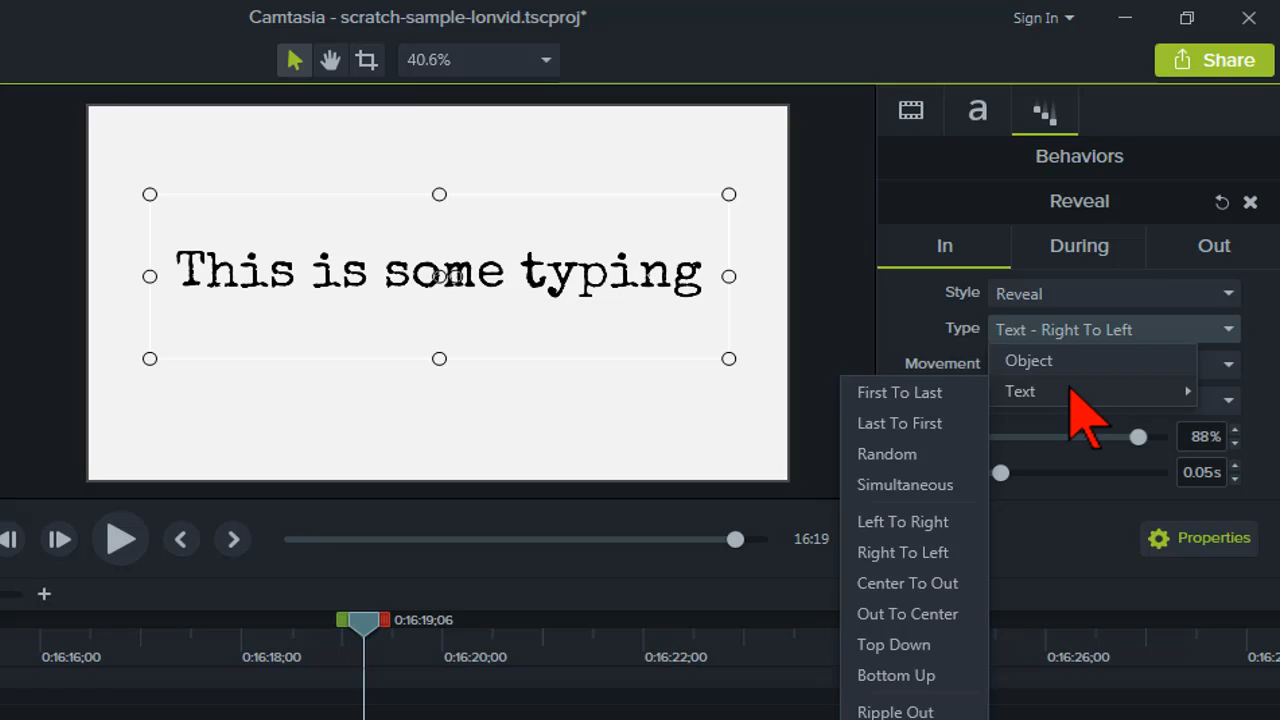 Camtasia - scratch-sample-lonvid.tscproj*
Sign In
40.6%
Share
a
Behaviors
Reveal
In
During
Out
This is some typing
Style
Reveal
Type
Text - Right To Left
Movement
Object
Text
First To Last
Last To First
Random
Simultaneous
Left To Right
Right To Left
Center To Out
Out To Center
Top Down
Bottom Up
Ripple Out
88%
0.05s
16:19
Properties
0:16:19;06
0:16:16;00
0:16:18;00
0:16:20;00
0:16:22;00
0:16:26;00